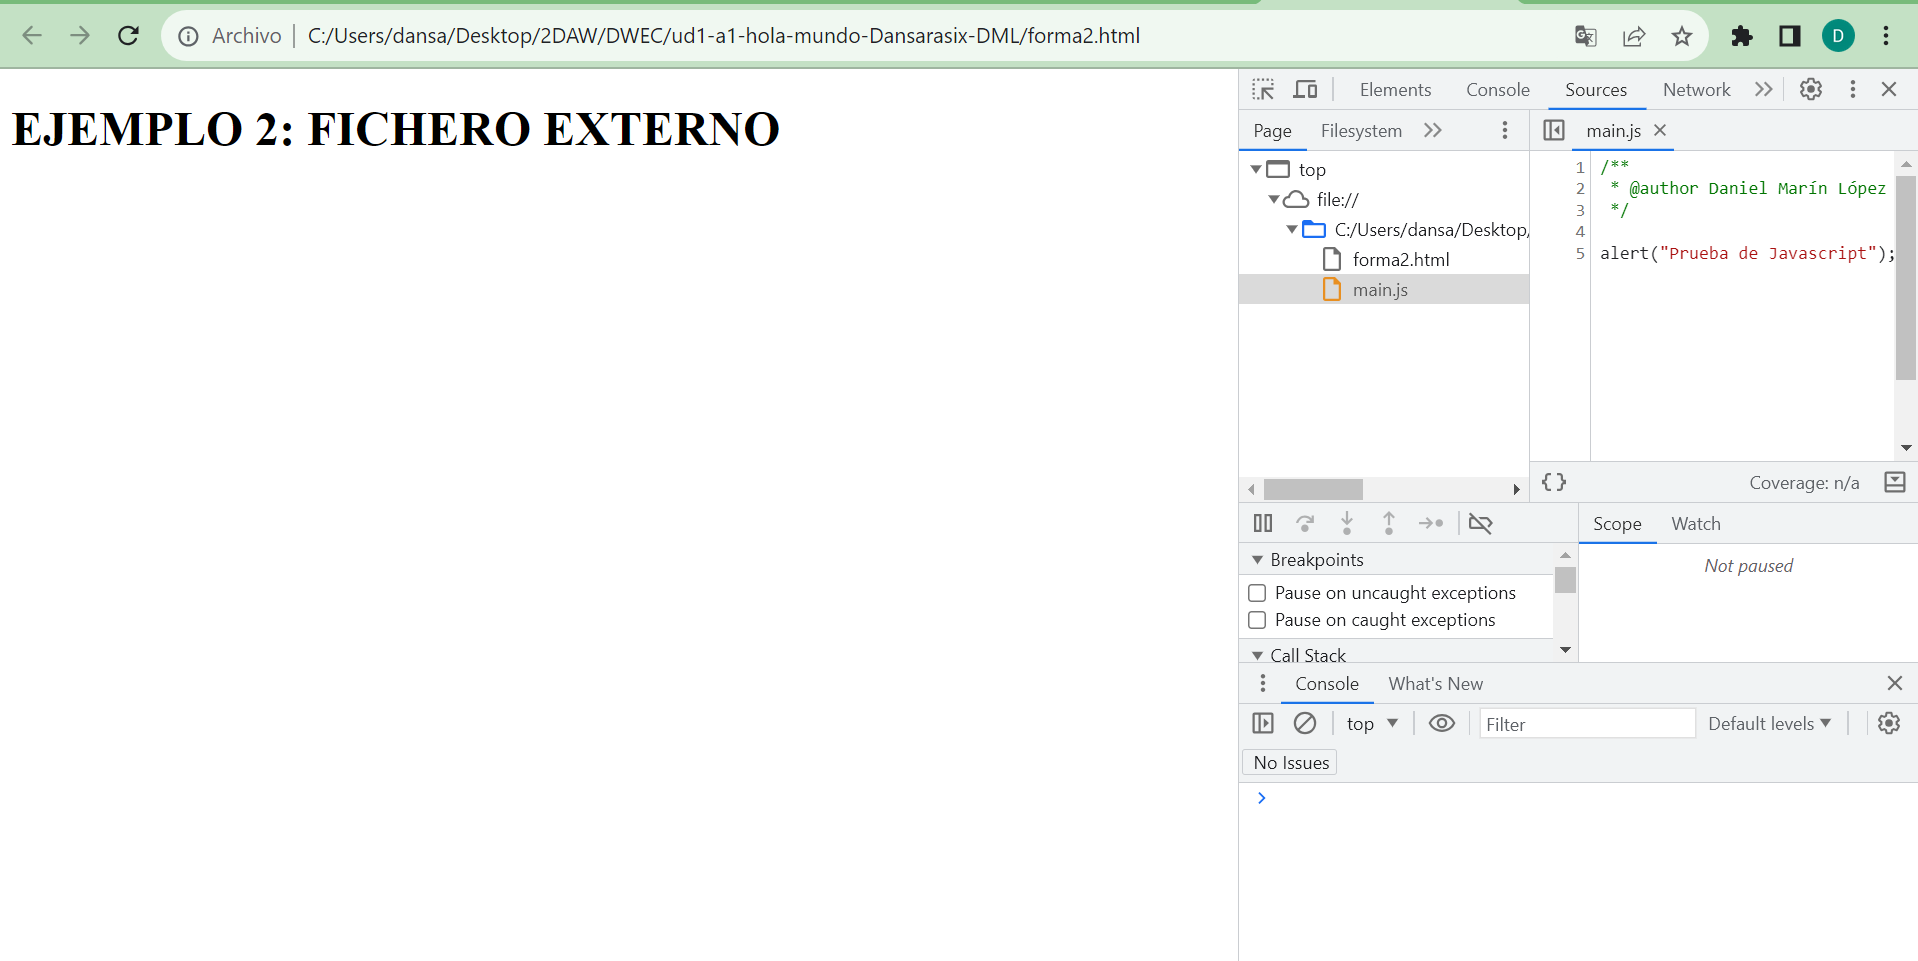 Archivo C:/Users/dansa/Desktop/2DAW/DWEC/ud1-a1-hola-mundo-Dansarasix-DML/forma2.html D
EJEMPLO 2: FICHERO EXTERNO
Elements Console Sources Network
Page Filesystem
main.js
top
file://
C:/Users/dansa/Desktop/
forma2.html
main.js
1 /**
2 * @author Daniel Marín López
3 */
4
5 alert("Prueba de Javascript");
{} Coverage: n/a
Scope Watch
Not paused
Breakpoints
Pause on uncaught exceptions
Pause on caught exceptions
Call Stack
Console What's New
top Filter Default levels
No Issues